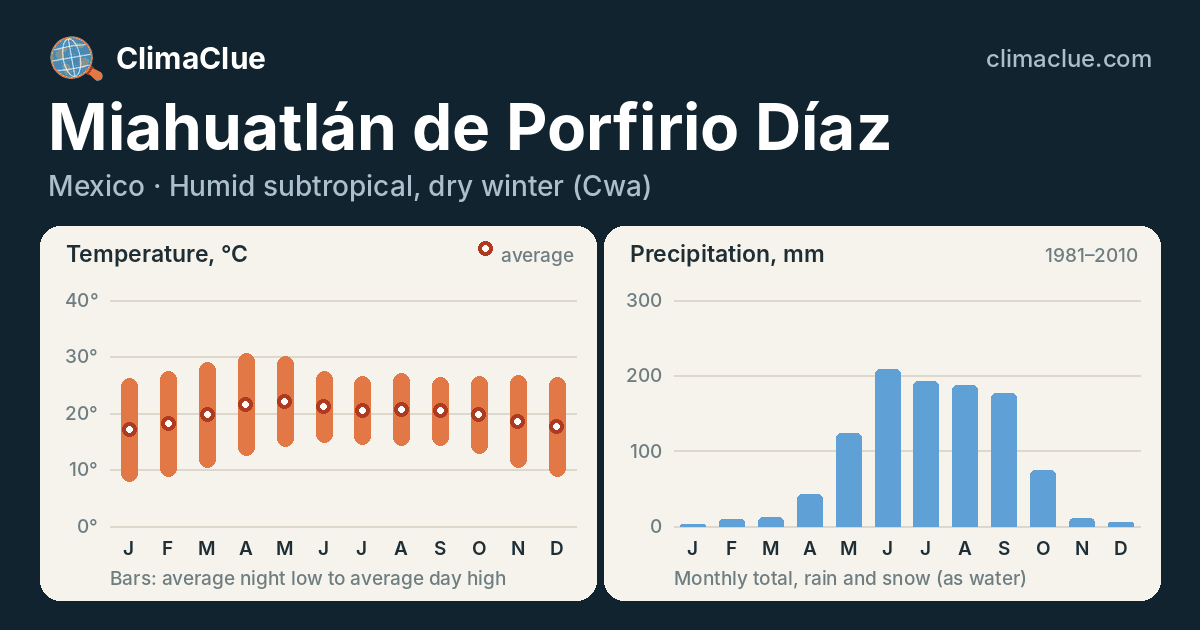 ClimaClue
climaclue.com
Miahuatlán de Porfirio Díaz
Mexico · Humid subtropical, dry winter (Cwa)
Temperature, °C
average
40°
30°
20°
10°
0°
J F M A M J J A S O N D
Bars: average night low to average day high
Precipitation, mm
1981–2010
300
200
100
0
J F M A M J J A S O N D
Monthly total, rain and snow (as water)